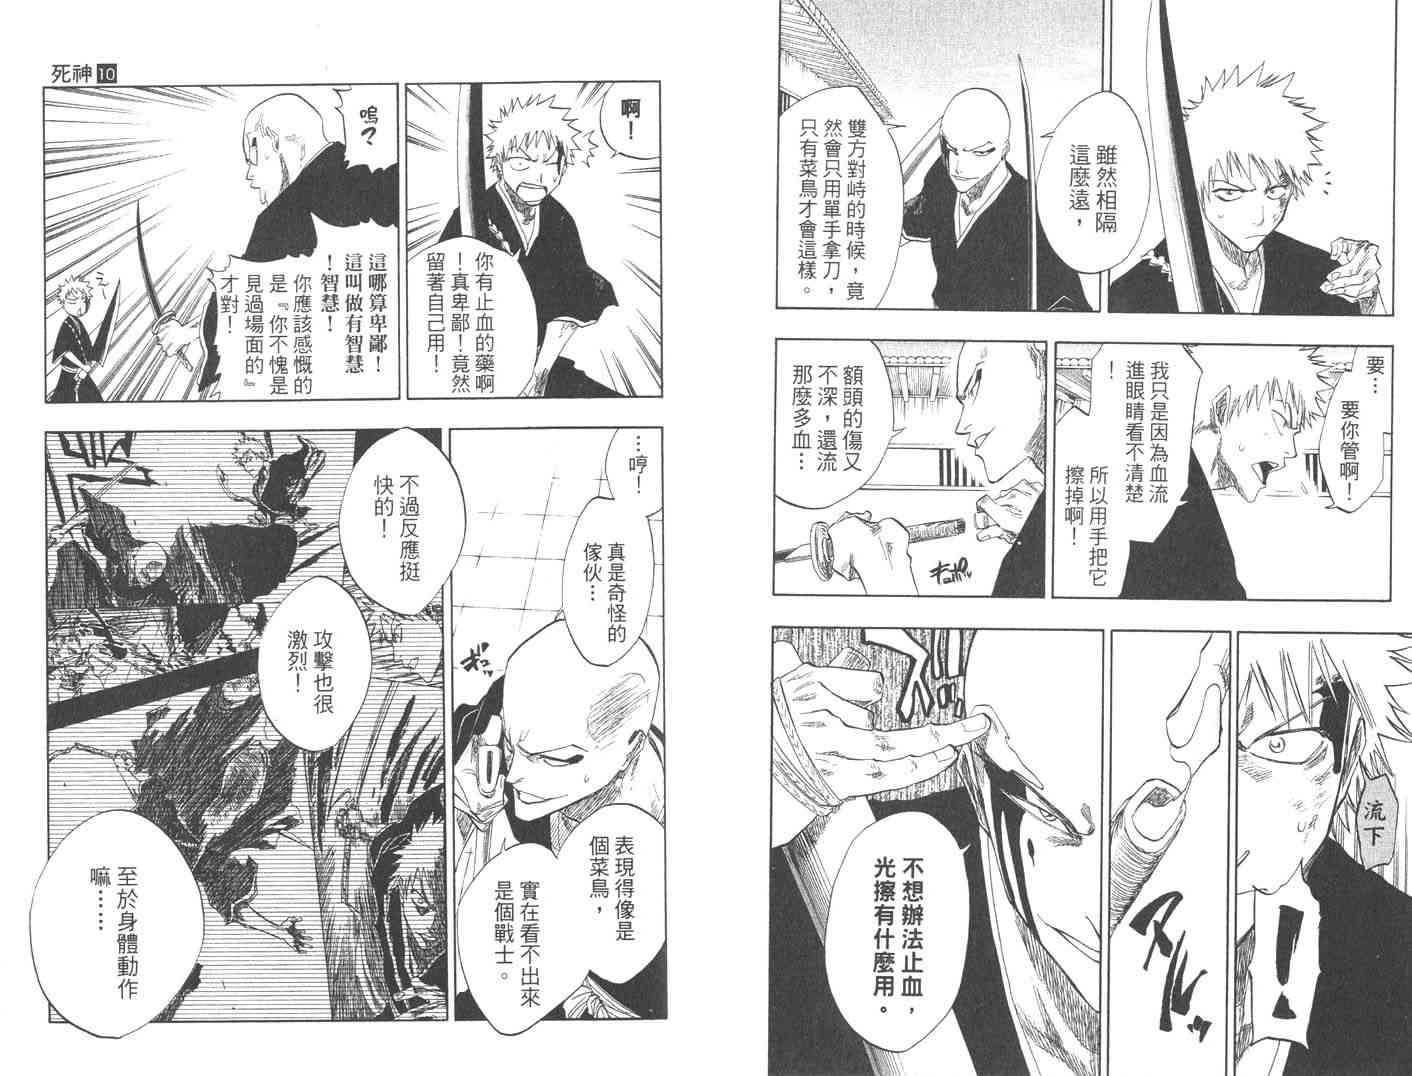 雖然相隔
這麼遠，
雙方對峙的時候，竟
然會只用單手拿刀，
只有菜鳥才會這樣。
要…
要你管啊！
我只是因為血流
進眼睛看不清楚
！
所以用手把它
擦掉啊！
額頭的傷又
不深，還流
那麼多血…
流下
！
不想辦法止血，
光擦有什麼用。
死神10
啊！
你有止血的藥啊
！真卑鄙！竟然
留著自己用！
嗚？
這哪算卑鄙！
這叫做有智慧
！智慧！
你應該感慨的
是『你不愧是
見過場面的』
才對！
…哼！
真是奇怪的
傢伙…
表現得像是
個菜鳥，
實在看不出來
是個戰士。
不過反應挺
快的！
攻擊也很
激烈！
至於身體動作
嘛……